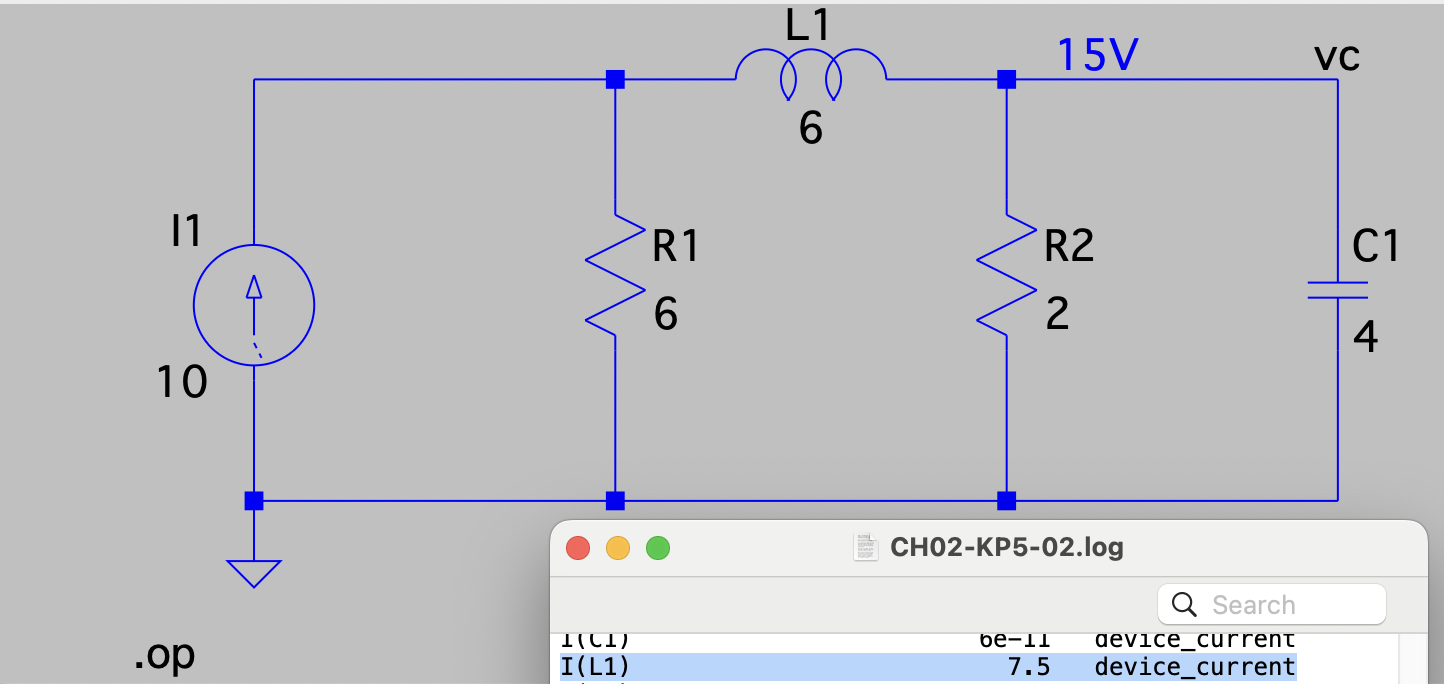 L1
15V
vc
6
I1
R1
R2
C1
6
2
4
10
CH02-KP5-02.log
Search
I(C1) 6e-11 device_current
.op
I(L1) 7.5 device_current